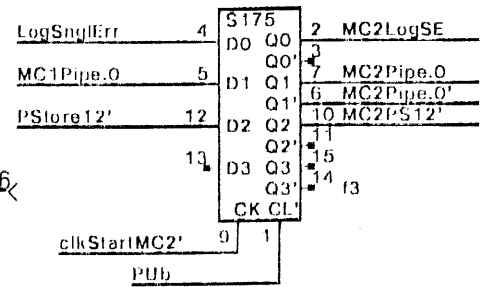 S175
LogSnglErr 4 D0 Q0 2 MC2LogSE
Q0' 3
MC1Pipe.0 5 D1 Q1 7 MC2Pipe.0
Q1' 6 MC2Pipe.0'
PStore12' 12 D2 Q2 10 MC2PS12'
Q2' 11
13 D3 Q3 15
Q3' 14 f3
6
CK CL'
clkStartMC2' 9 1
PUb